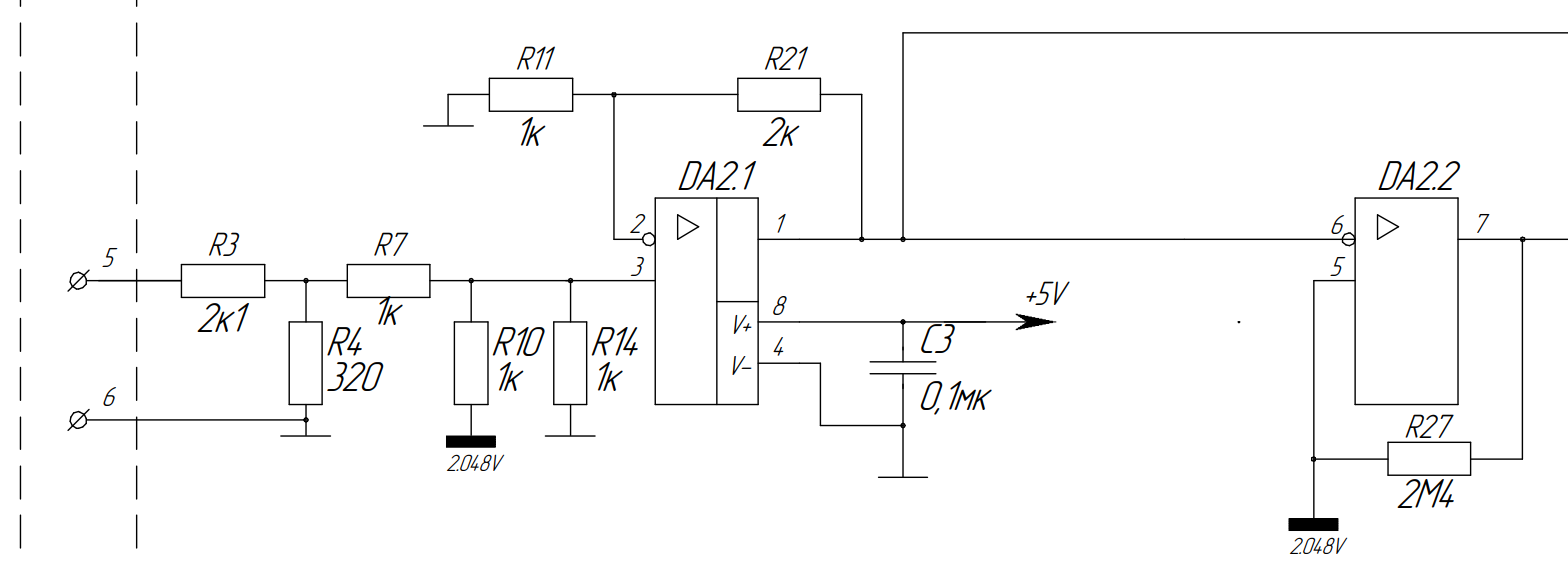 R11
R21
1к
2к
DA2.1
DA2.2
2
1
6
7
5
R3
R7
3
5
2к1
1к
8
+5V
V+
R4
R10
R14
C3
320
1к
1к
4
V-
6
0,1мк
R27
2.048V
2М4
2.048V